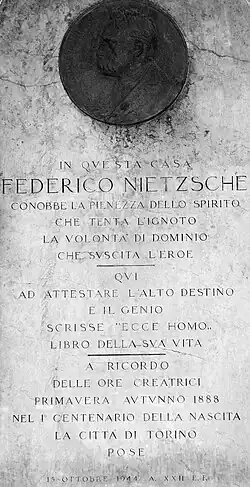 IN QVESTA CASA
FEDERICO NIETZSCHE
CONOBBE LA PIENEZZA DELLO SPIRITO
CHE TENTA L'IGNOTO
LA VOLONTA' DI DOMINIO
CHE SVSCITA L'EROE
QVI
AD ATTESTARE L'ALTO DESTINO
E IL GENIO
SCRISSE "ECCE HOMO„
LIBRO DELLA SVA VITA
A RICORDO
DELLE ORE CREATRICI
PRIMAVERA AVTVNNO 1888
NEL I° CENTENARIO DELLA NASCITA
LA CITTA' DI TORINO
POSE
15 OTTOBRE 1944 A. XXII E.F.